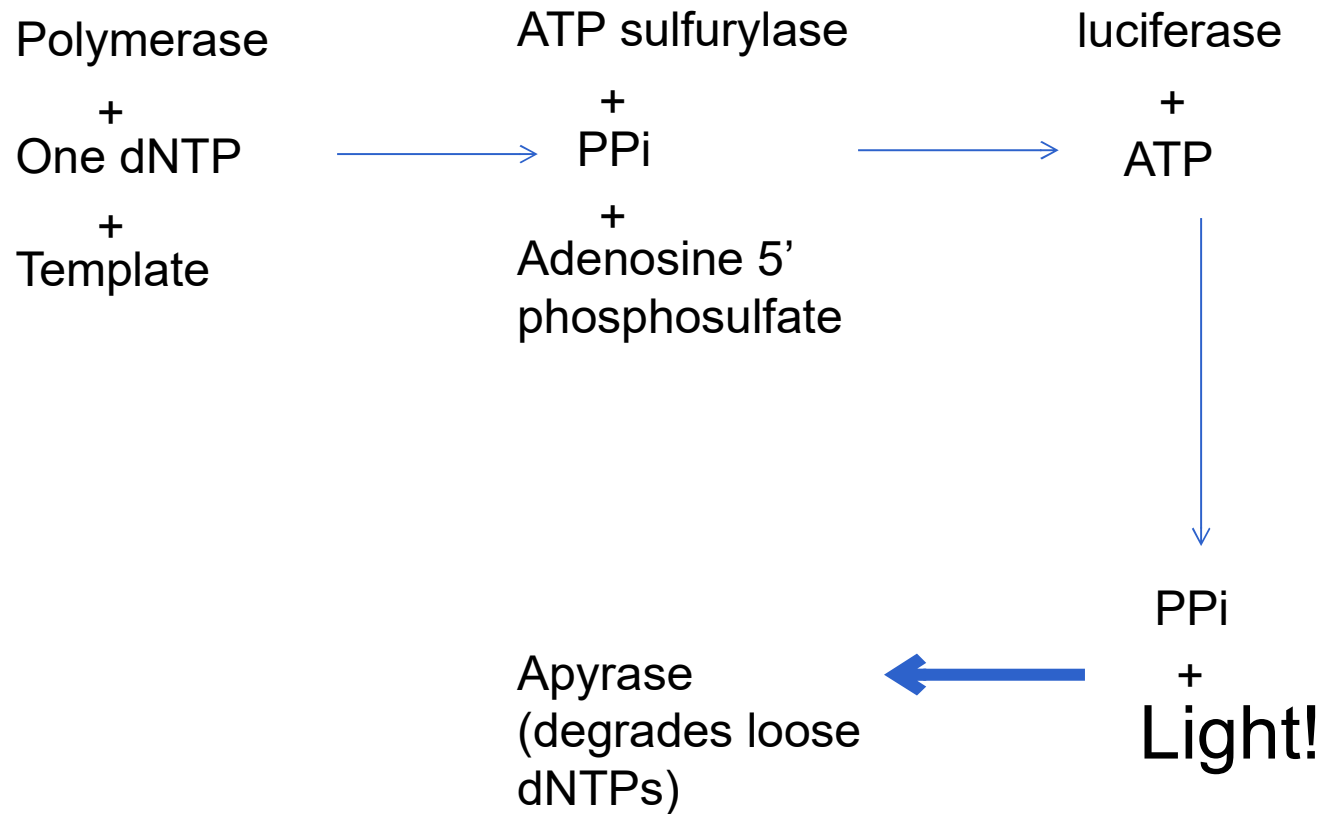 Polymerase
+
One dNTP
+
Template
ATP sulfurylase
+
PPi
+
Adenosine 5’
phosphosulfate
luciferase
+
ATP
PPi
+
Light!
Apyrase
(degrades loose
dNTPs)